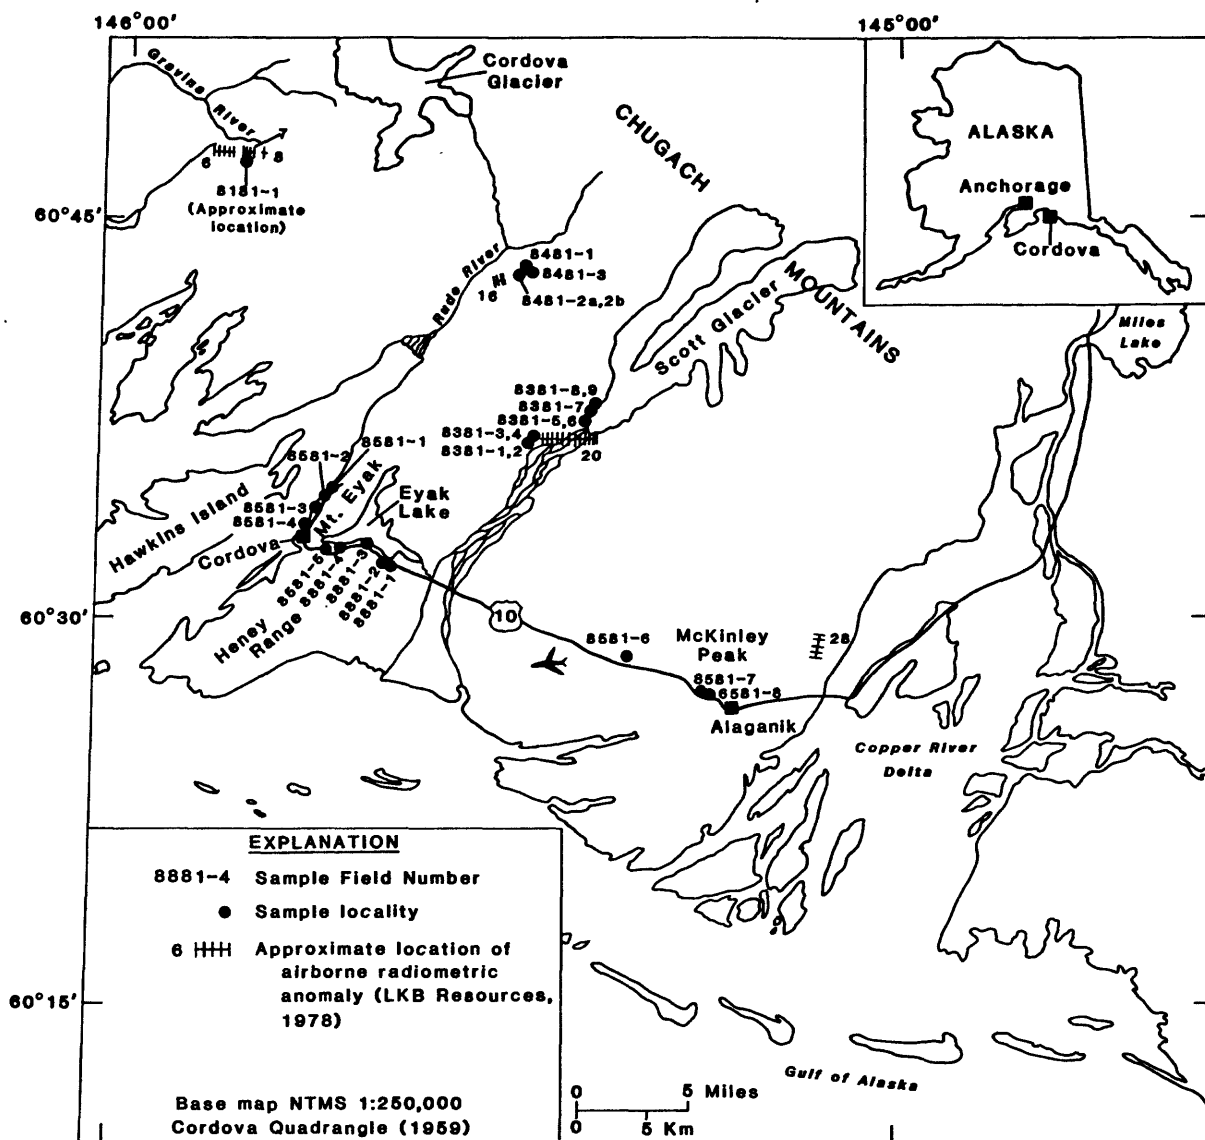 146°00'
145°00'
Gravina River
Cordova
Glacier
CHUGACH
MOUNTAINS
ALASKA
Anchorage
Cordova
7
6
8
8181-1
(Approximate
location)
60°45'
Rude River
8481-1
8481-3
16
8481-2a,2b
Scott Glacier
Miles
Lake
8381-8,9
8381-7
8381-5,6
8381-3,4
8381-1,2
20
8581-1
8581-2
8581-3
8581-4
Mt. Eyak
Eyak
Lake
Hawkins Island
Cordova
8581-5
8881-4
8881-3
8881-2
8881-1
60°30'
Heney
Range
10
8581-6
McKinley
Peak
28
8581-7
6581-8
Alaganik
Copper River
Delta
EXPLANATION
8881-4 Sample Field Number
Sample locality
6 Approximate location of
airborne radiometric
anomaly (LKB Resources,
1978)
60°15'
Base map NTMS 1:250,000
Cordova Quadrangle (1959)
0 5 Miles
0 5 Km
Gulf of Alaska